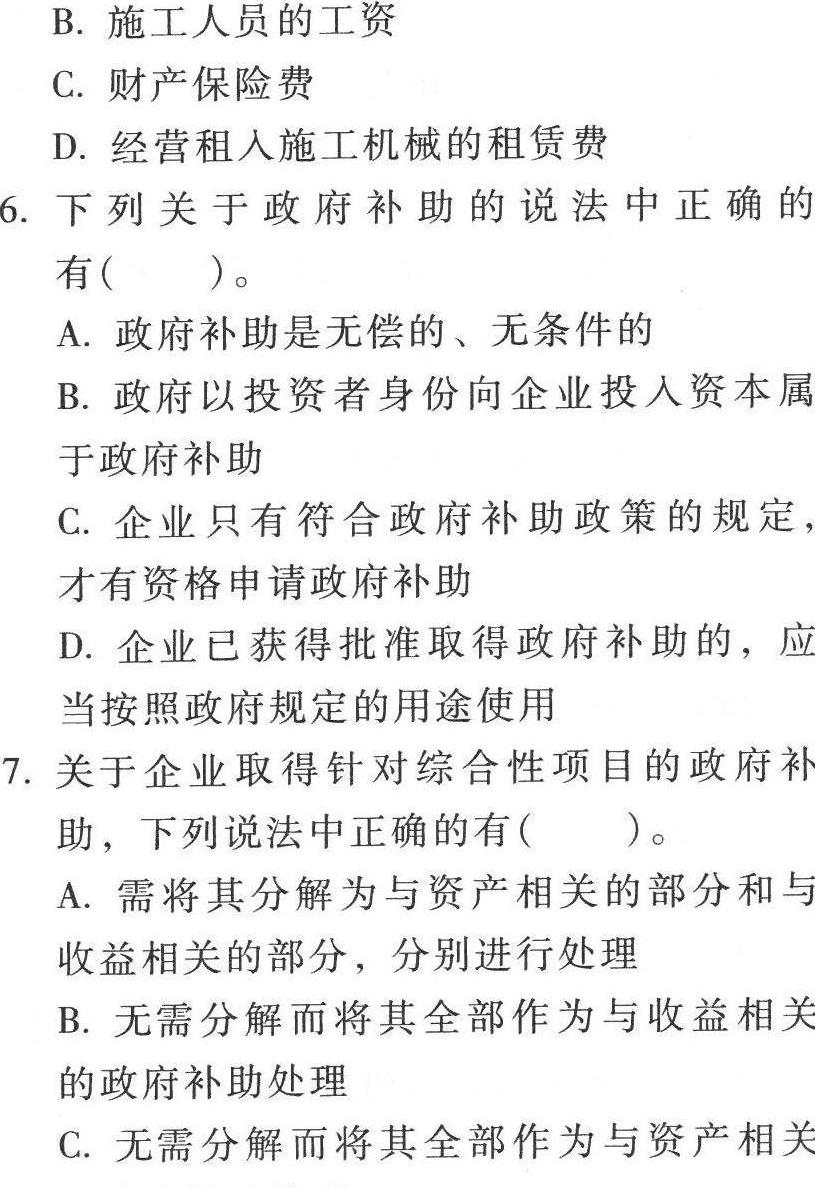 B. 施工人员的工资
C. 财产保险费
D. 经营租入施工机械的租赁费
6. 下列关于政府补助的说法中正确的
有(　　)。
A. 政府补助是无偿的、无条件的
B. 政府以投资者身份向企业投入资本属
于政府补助
C. 企业只有符合政府补助政策的规定，
才有资格申请政府补助
D. 企业已获得批准取得政府补助的，应
当按照政府规定的用途使用
7. 关于企业取得针对综合性项目的政府补
助，下列说法中正确的有(　　)。
A. 需将其分解为与资产相关的部分和与
收益相关的部分，分别进行处理
B. 无需分解而将其全部作为与收益相关
的政府补助处理
C. 无需分解而将其全部作为与资产相关